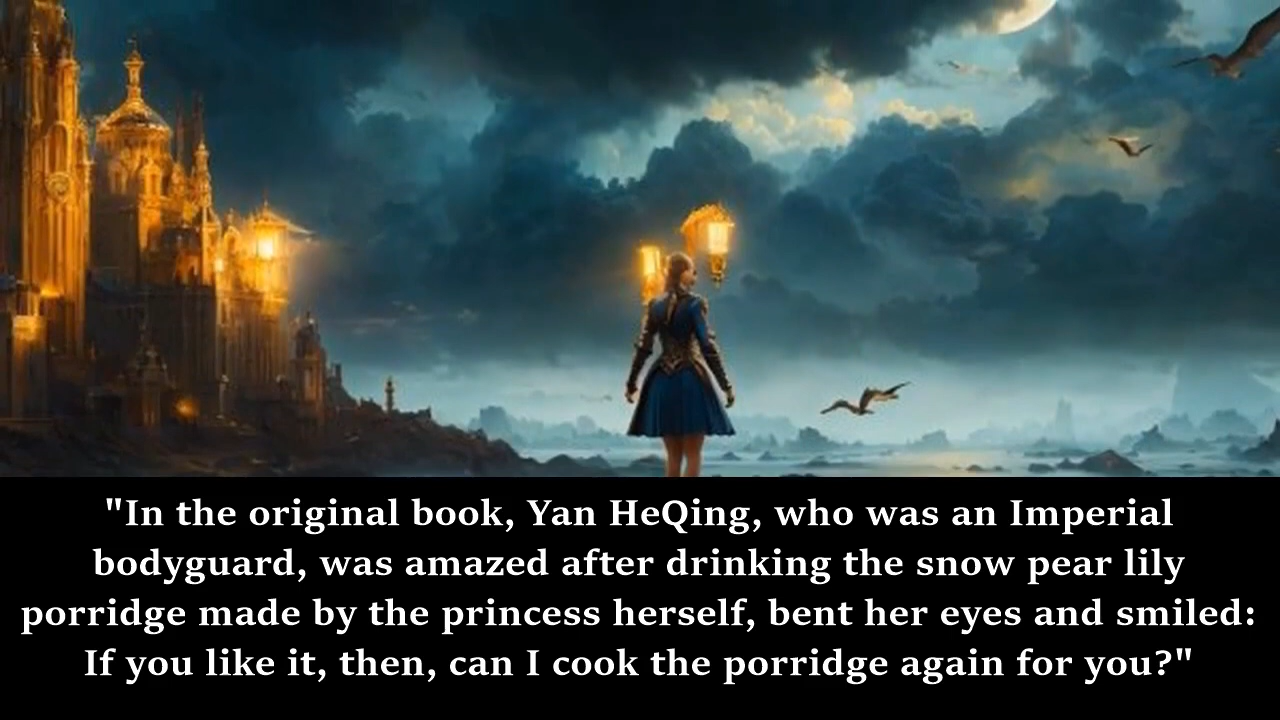 "In the original book, Yan HeQing, who was an Imperial
bodyguard, was amazed after drinking the snow pear lily
porridge made by the princess herself, bent her eyes and smiled:
If you like it, then, can I cook the porridge again for you?"